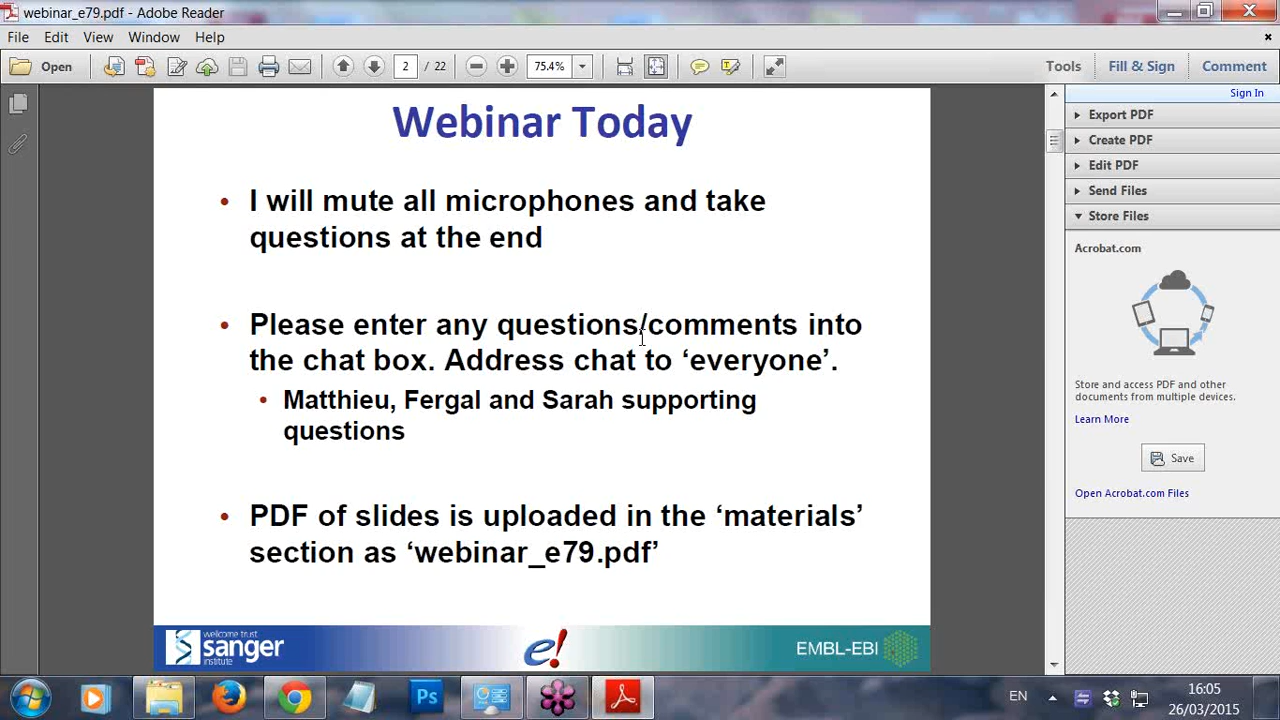 webinar_e79.pdf - Adobe Reader
File Edit View Window Help
Open 2 / 22 75.4% Tools Fill & Sign Comment
Sign In
Export PDF
Create PDF
Edit PDF
Send Files
Store Files
Acrobat.com
Store and access PDF and other
documents from multiple devices.
Learn More
Save
Open Acrobat.com Files
Webinar Today
• I will mute all microphones and take
questions at the end
• Please enter any questions/comments into
the chat box. Address chat to ‘everyone’.
• Matthieu, Fergal and Sarah supporting
questions
• PDF of slides is uploaded in the ‘materials’
section as ‘webinar_e79.pdf’
wellcome trust
sanger
institute
e!
EMBL-EBI
Ps
EN
16:05
26/03/2015